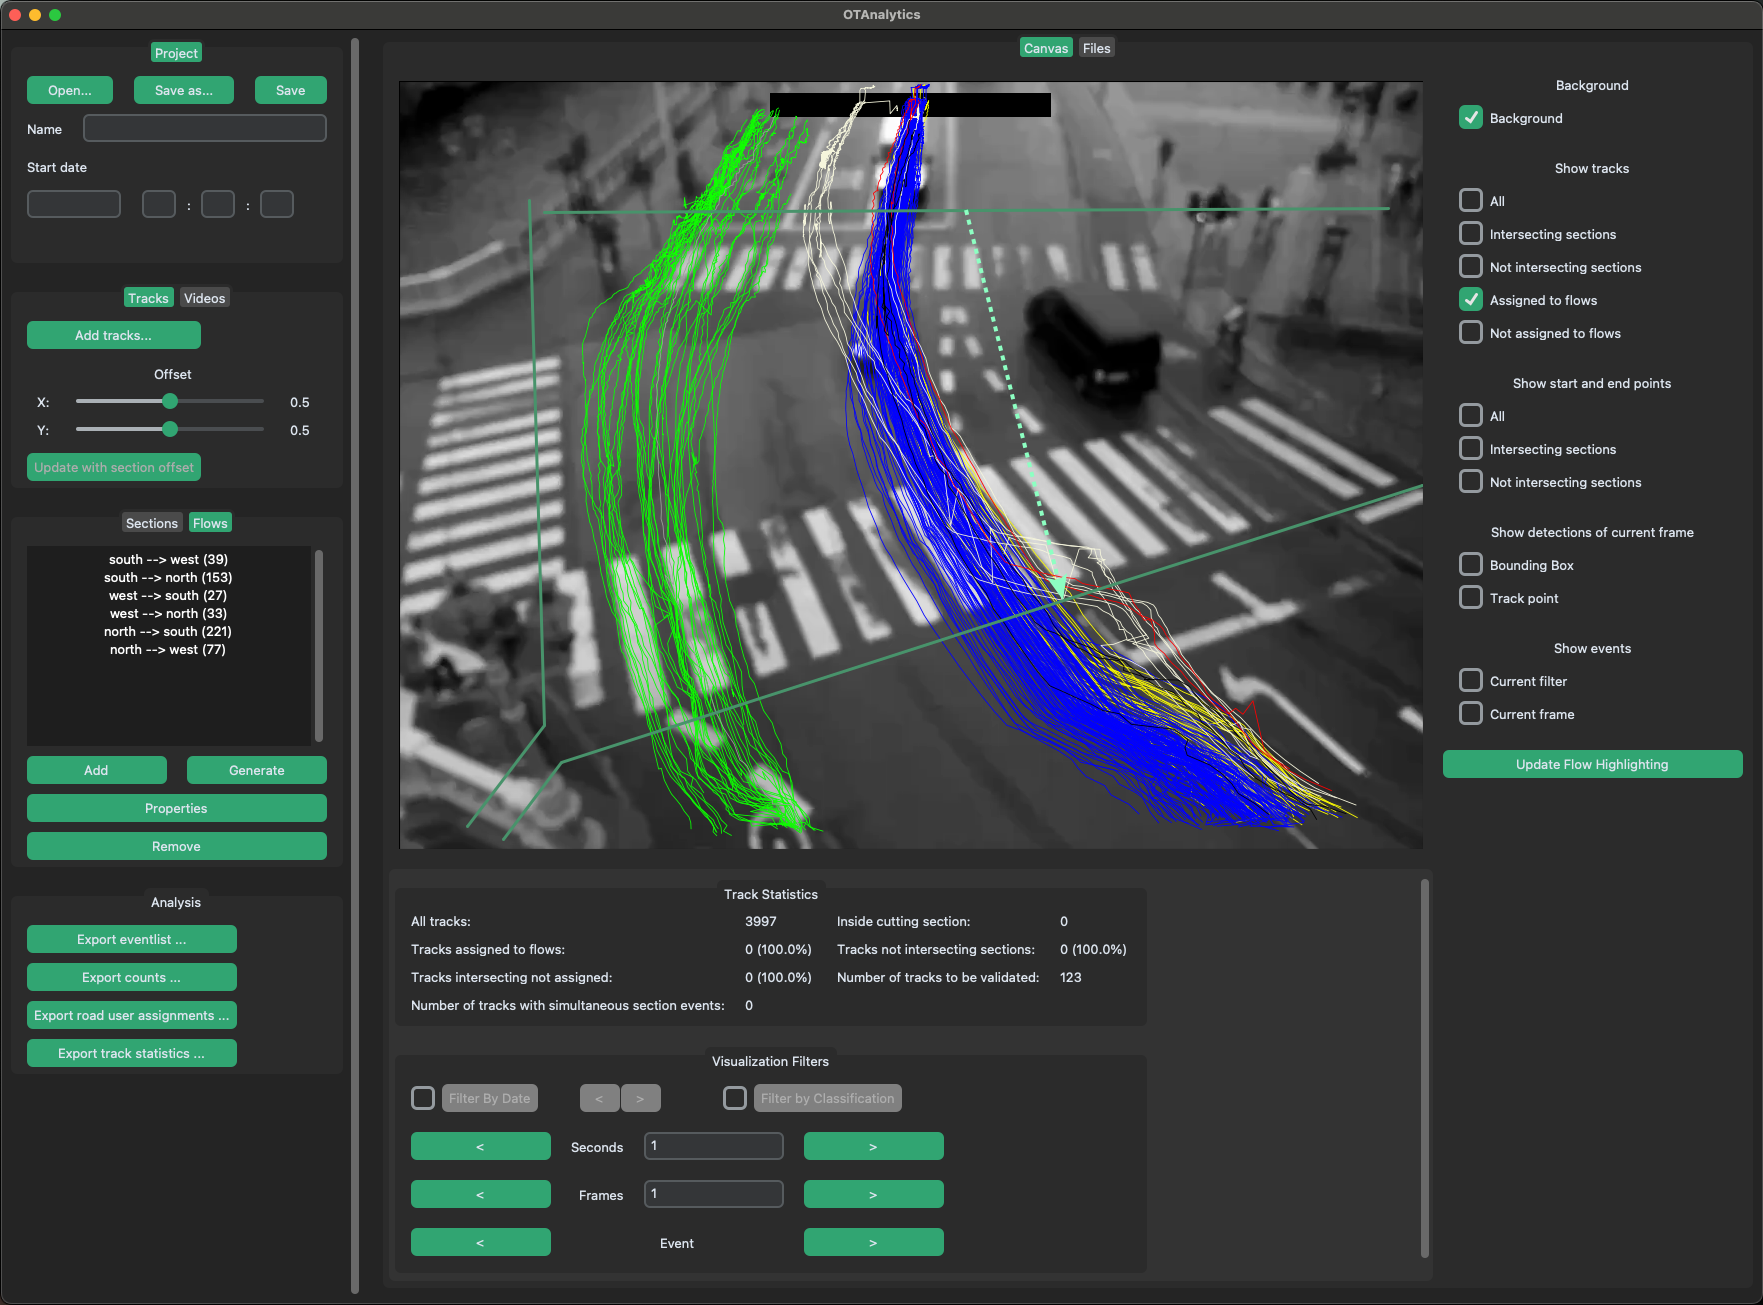 OTAnalytics
Project
Open... Save as... Save
Name
Start date
: : :
Tracks Videos
Add tracks...
Offset
X: 0.5
Y: 0.5
Update with section offset
Sections Flows
south --> west (39)
south --> north (153)
west --> south (27)
west --> north (33)
north --> south (221)
north --> west (77)
Add Generate
Properties
Remove
Analysis
Export eventlist ...
Export counts ...
Export road user assignments ...
Export track statistics ...
Canvas Files
Track Statistics
All tracks: 3997 Inside cutting section: 0
Tracks assigned to flows: 0 (100.0%) Tracks not intersecting sections: 0 (100.0%)
Tracks intersecting not assigned: 0 (100.0%) Number of tracks to be validated: 123
Number of tracks with simultaneous section events: 0
Visualization Filters
Filter By Date < > Filter by Classification
< Seconds 1 >
< Frames 1 >
< Event >
Background
Background
Show tracks
All
Intersecting sections
Not intersecting sections
Assigned to flows
Not assigned to flows
Show start and end points
All
Intersecting sections
Not intersecting sections
Show detections of current frame
Bounding Box
Track point
Show events
Current filter
Current frame
Update Flow Highlighting